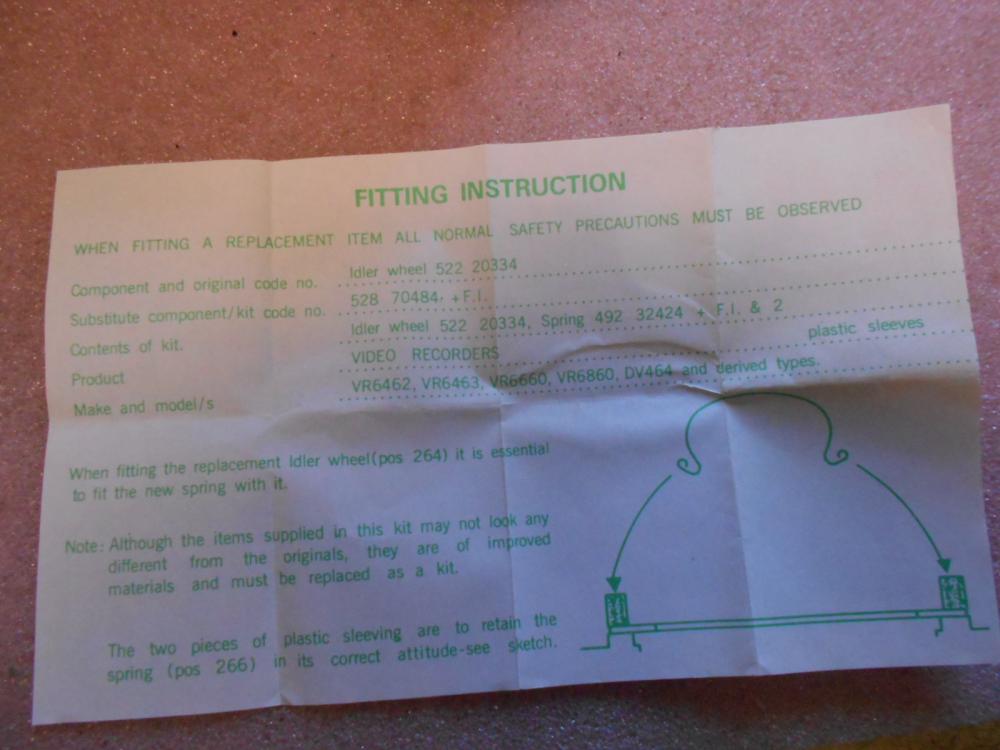 FITTING INSTRUCTION
WHEN FITTING A REPLACEMENT ITEM ALL NORMAL SAFETY PRECAUTIONS MUST BE OBSERVED
Component and original code no. Idler wheel 522 20334
Substitute component/kit code no. 528 70484. +F.I.
Contents of kit. Idler wheel 522 20334, Spring 492 32424 + F.I. & 2
plastic sleeves
Product VIDEO RECORDERS
Make and model/s VR6462, VR6463, VR6660, VR6860, DV464 and derived types.
When fitting the replacement Idler wheel(pos 264) it is essential
to fit the new spring with it.
Note: Although the items supplied in this kit may not look any
different from the originals, they are of improved
materials and must be replaced as a kit.
The two pieces of plastic sleeving are to retain the
spring (pos 266) in its correct attitude-see sketch.